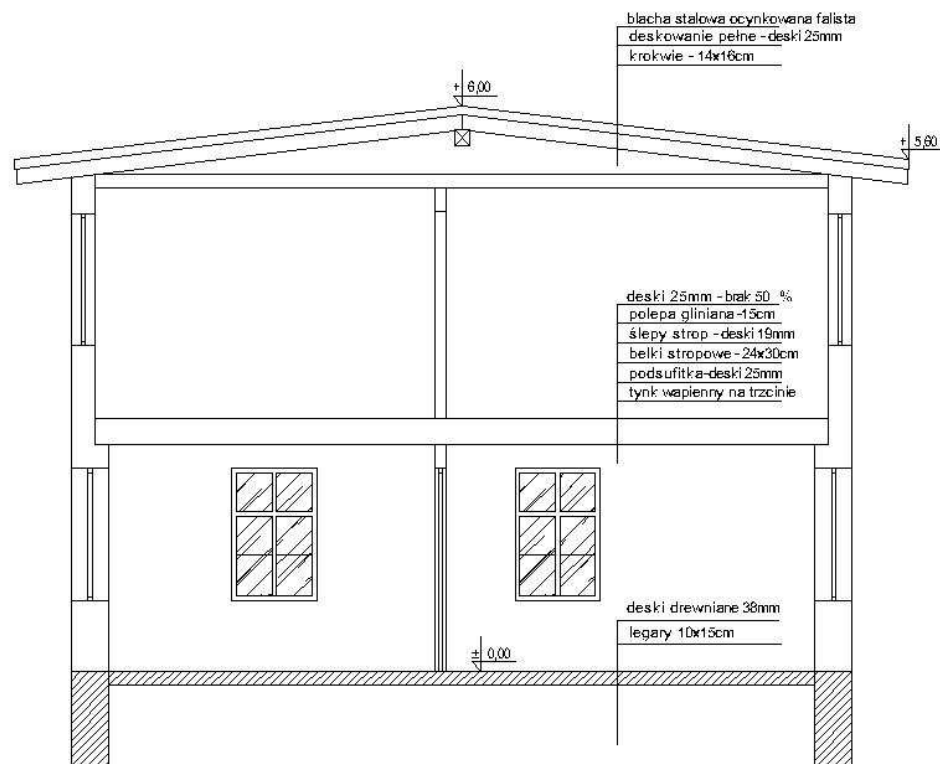 blacha stalowa ocynkowana falista
deskowanie pełne - deski 25mm
krokwie - 14x16cm
+ 6,00
+ 5,60
deski 25mm - brak 50 %
polepa gliniana-15cm
ślepy strop - deski 19mm
belki stropowe - 24x30cm
podsufitka-deski 25mm
tynk wapienny na trzcinie
deski drewniane 38mm
legary 10x15cm
± 0,00